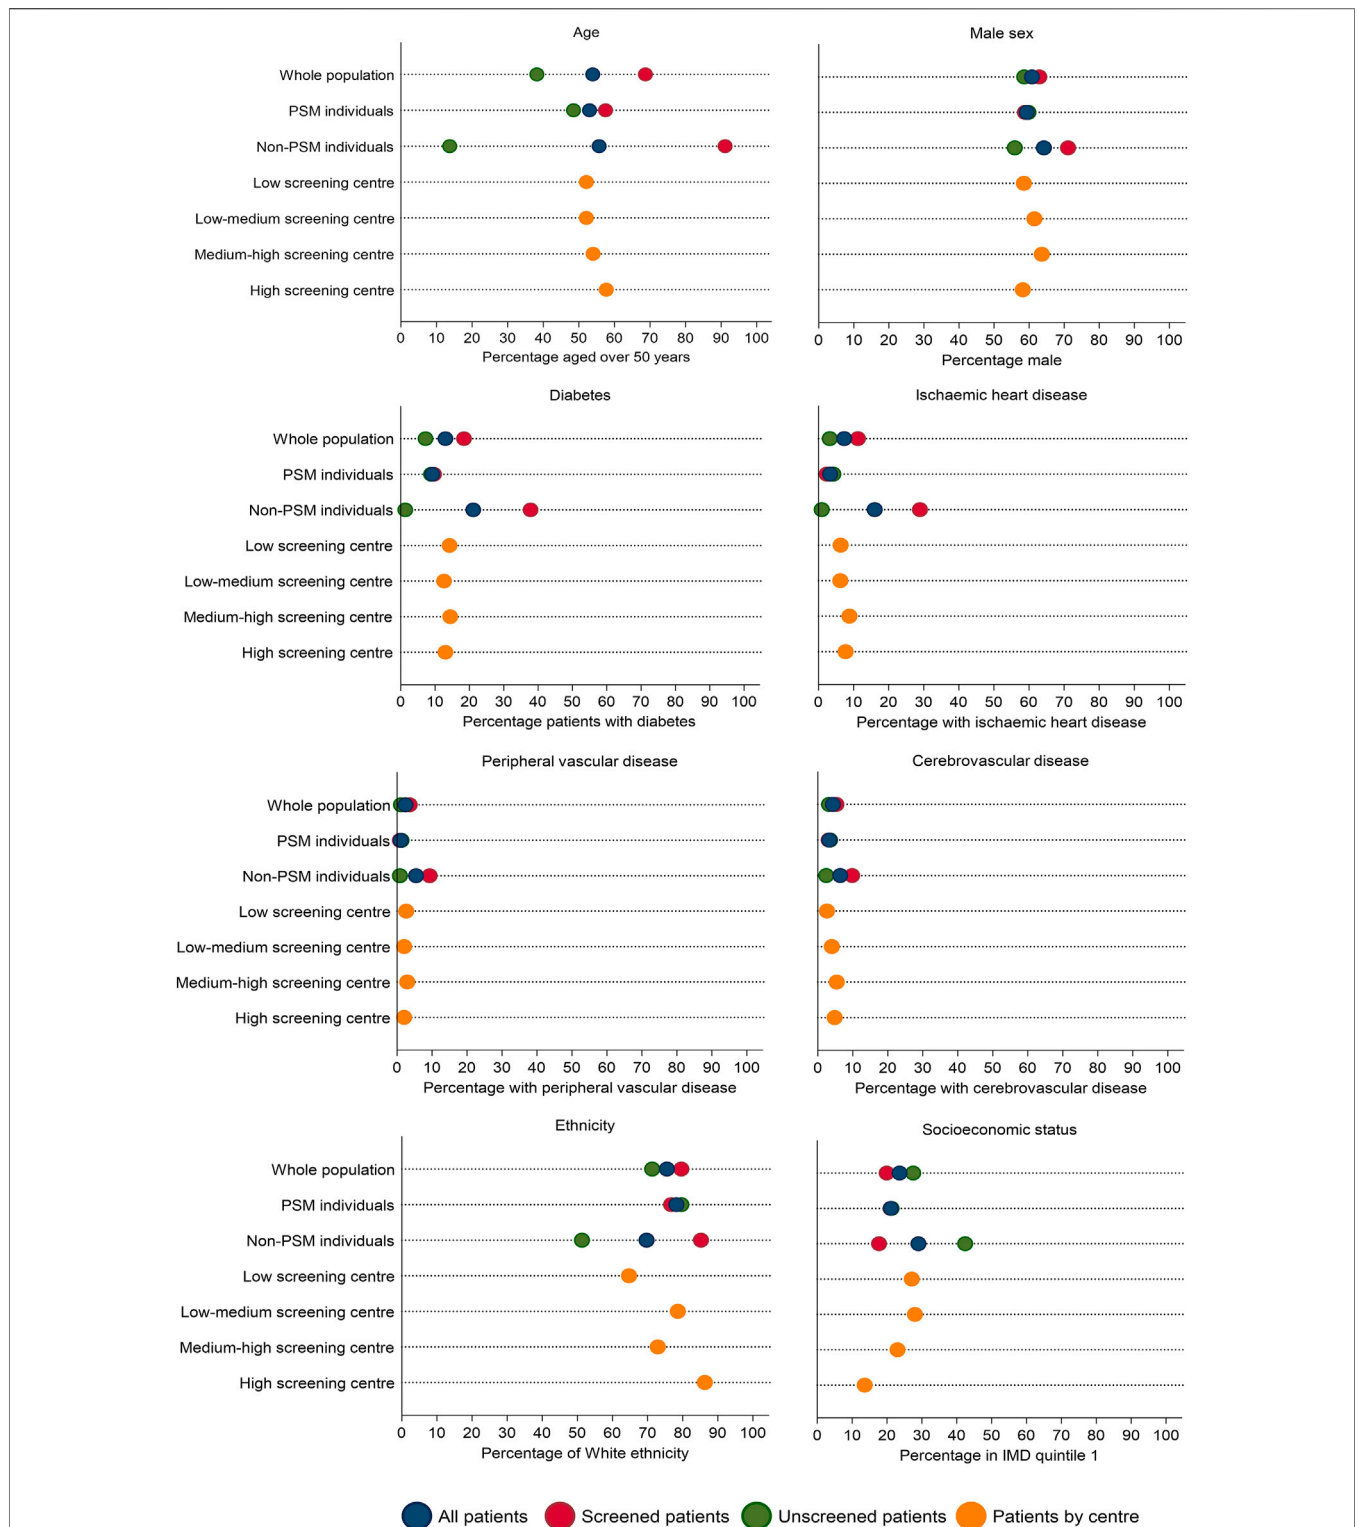 Age
Whole population
PSM individuals
Non-PSM individuals
Low screening centre
Low-medium screening centre
Medium-high screening centre
High screening centre
0 10 20 30 40 50 60 70 80 90 100
Percentage aged over 50 years
Male sex
0 10 20 30 40 50 60 70 80 90 100
Percentage male
Diabetes
Whole population
PSM individuals
Non-PSM individuals
Low screening centre
Low-medium screening centre
Medium-high screening centre
High screening centre
0 10 20 30 40 50 60 70 80 90 100
Percentage patients with diabetes
Ischaemic heart disease
0 10 20 30 40 50 60 70 80 90 100
Percentage with ischaemic heart disease
Peripheral vascular disease
Whole population
PSM individuals
Non-PSM individuals
Low screening centre
Low-medium screening centre
Medium-high screening centre
High screening centre
0 10 20 30 40 50 60 70 80 90 100
Percentage with peripheral vascular disease
Cerebrovascular disease
0 10 20 30 40 50 60 70 80 90 100
Percentage with cerebrovascular disease
Ethnicity
Whole population
PSM individuals
Non-PSM individuals
Low screening centre
Low-medium screening centre
Medium-high screening centre
High screening centre
0 10 20 30 40 50 60 70 80 90 100
Percentage of White ethnicity
Socioeconomic status
0 10 20 30 40 50 60 70 80 90 100
Percentage in IMD quintile 1
All patients Screened patients Unscreened patients Patients by centre